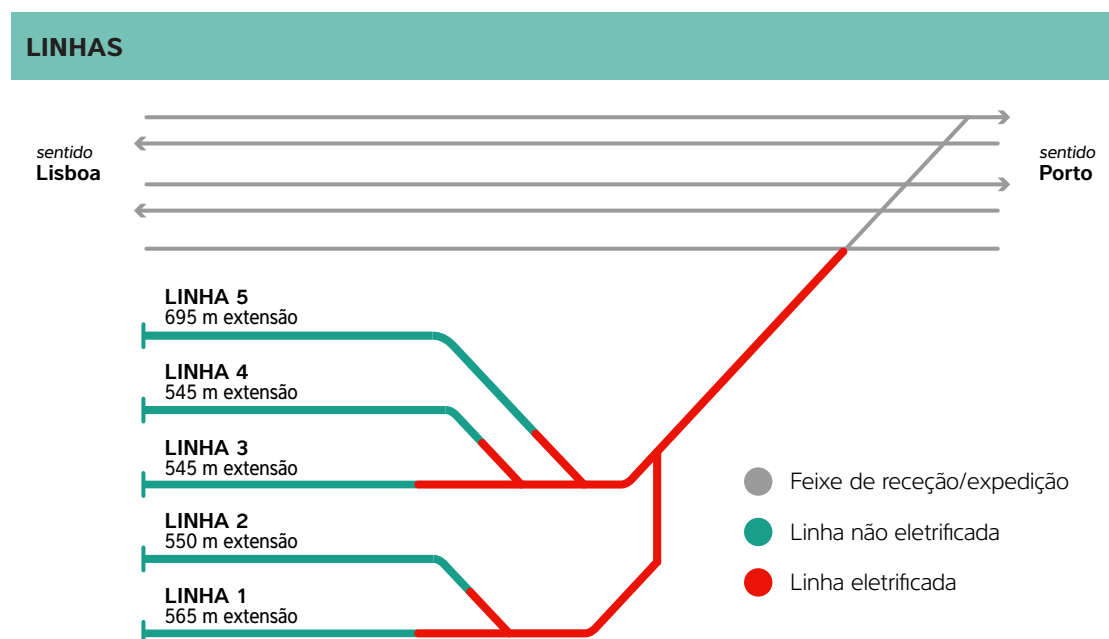 LINHAS
sentido
Lisboa
sentido
Porto
LINHA 5
695 m extensão
LINHA 4
545 m extensão
LINHA 3
545 m extensão
LINHA 2
550 m extensão
LINHA 1
565 m extensão
Feixe de receção/expedição
Linha não eletrificada
Linha eletrificada